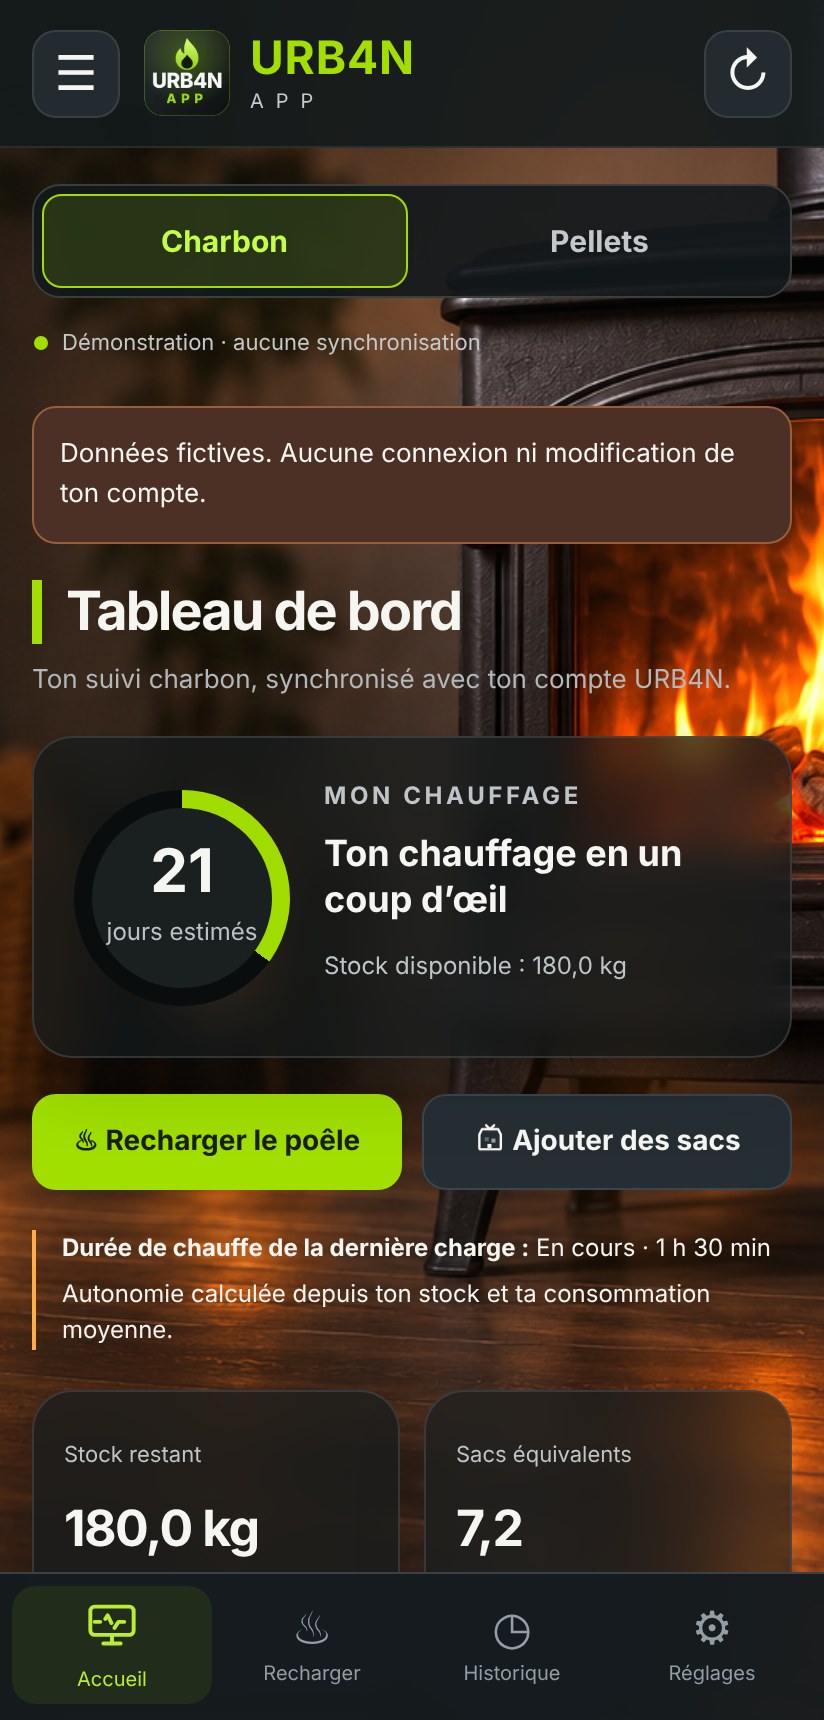 URB4N
APP
URB4N
APP
Charbon
Pellets
Démonstration · aucune synchronisation
Données fictives. Aucune connexion ni modification de
ton compte.
Tableau de bord
Ton suivi charbon, synchronisé avec ton compte URB4N.
21
jours estimés
MON CHAUFFAGE
Ton chauffage en un
coup d’œil
Stock disponible : 180,0 kg
♨ Recharger le poêle
Ajouter des sacs
Durée de chauffe de la dernière charge : En cours · 1 h 30 min
Autonomie calculée depuis ton stock et ta consommation
moyenne.
Stock restant
180,0 kg
Sacs équivalents
7,2
Accueil
Recharger
Historique
Réglages